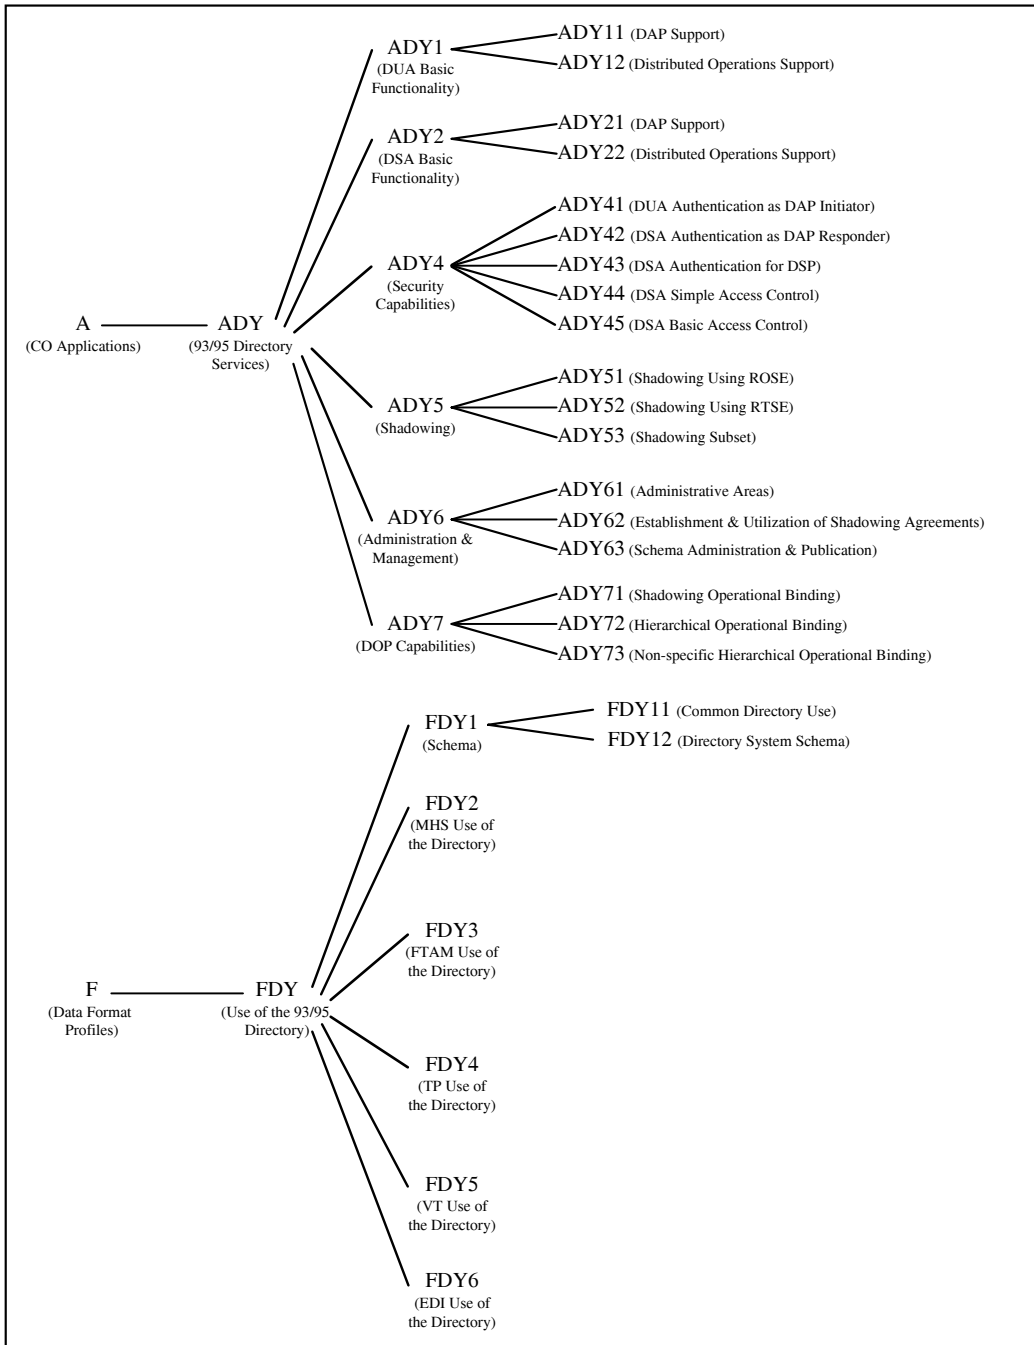 ADY1
(DUA Basic
Functionality)
ADY11 (DAP Support)
ADY12 (Distributed Operations Support)
ADY2
(DSA Basic
Functionality)
ADY21 (DAP Support)
ADY22 (Distributed Operations Support)
A
(CO Applications)
ADY
(93/95 Directory
Services)
ADY4
(Security
Capabilities)
ADY41 (DUA Authentication as DAP Initiator)
ADY42 (DSA Authentication as DAP Responder)
ADY43 (DSA Authentication for DSP)
ADY44 (DSA Simple Access Control)
ADY45 (DSA Basic Access Control)
ADY5
(Shadowing)
ADY51 (Shadowing Using ROSE)
ADY52 (Shadowing Using RTSE)
ADY53 (Shadowing Subset)
ADY6
(Administration &
Management)
ADY61 (Administrative Areas)
ADY62 (Establishment & Utilization of Shadowing Agreements)
ADY63 (Schema Administration & Publication)
ADY7
(DOP Capabilities)
ADY71 (Shadowing Operational Binding)
ADY72 (Hierarchical Operational Binding)
ADY73 (Non-specific Hierarchical Operational Binding)
FDY1
(Schema)
FDY11 (Common Directory Use)
FDY12 (Directory System Schema)
FDY2
(MHS Use of
the Directory)
FDY3
(FTAM Use of
the Directory)
F
(Data Format
Profiles)
FDY
(Use of the 93/95
Directory)
FDY4
(TP Use of
the Directory)
FDY5
(VT Use of
the Directory)
FDY6
(EDI Use of
the Directory)